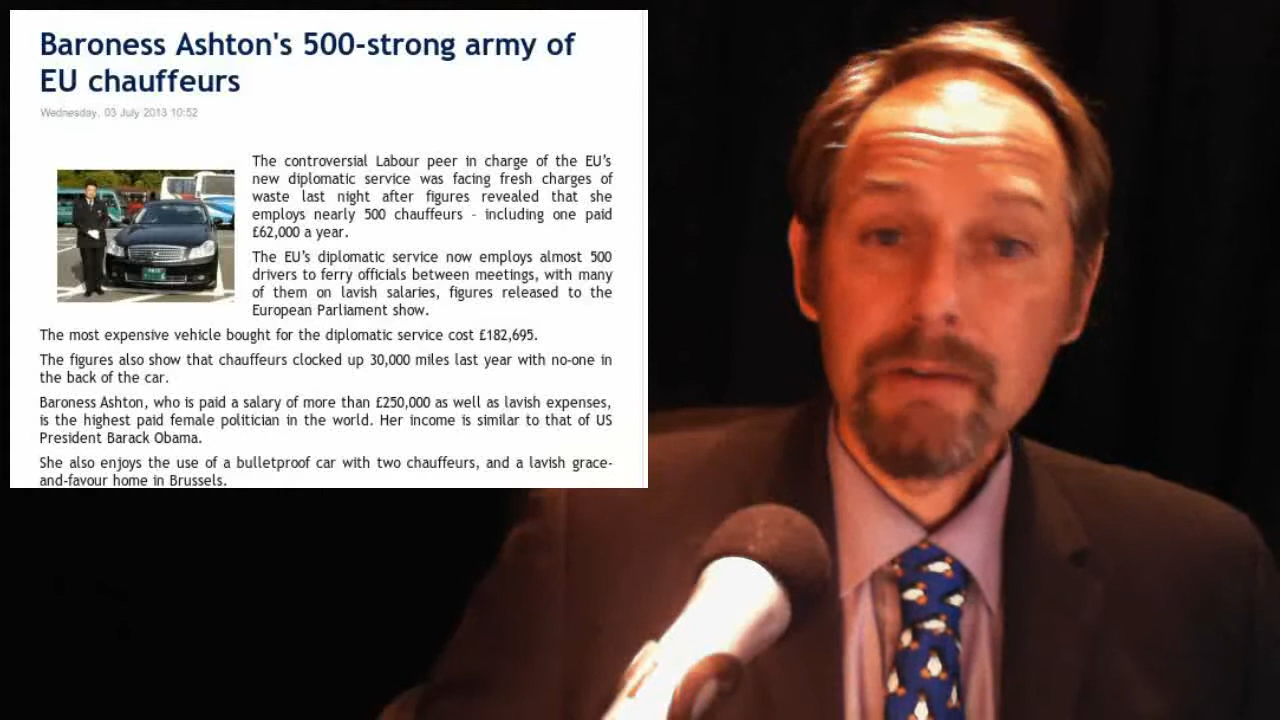 Baroness Ashton's 500-strong army of
EU chauffeurs
Wednesday, 03 July 2013 10:52
The controversial Labour peer in charge of the EU's
new diplomatic service was facing fresh charges of
waste last night after figures revealed that she
employs nearly 500 chauffeurs - including one paid
£62,000 a year.
The EU's diplomatic service now employs almost 500
drivers to ferry officials between meetings, with many
of them on lavish salaries, figures released to the
European Parliament show.
The most expensive vehicle bought for the diplomatic service cost £182,695.
The figures also show that chauffeurs clocked up 30,000 miles last year with no-one in
the back of the car.
Baroness Ashton, who is paid a salary of more than £250,000 as well as lavish expenses,
is the highest paid female politician in the world. Her income is similar to that of US
President Barack Obama.
She also enjoys the use of a bulletproof car with two chauffeurs, and a lavish grace-
and-favour home in Brussels.